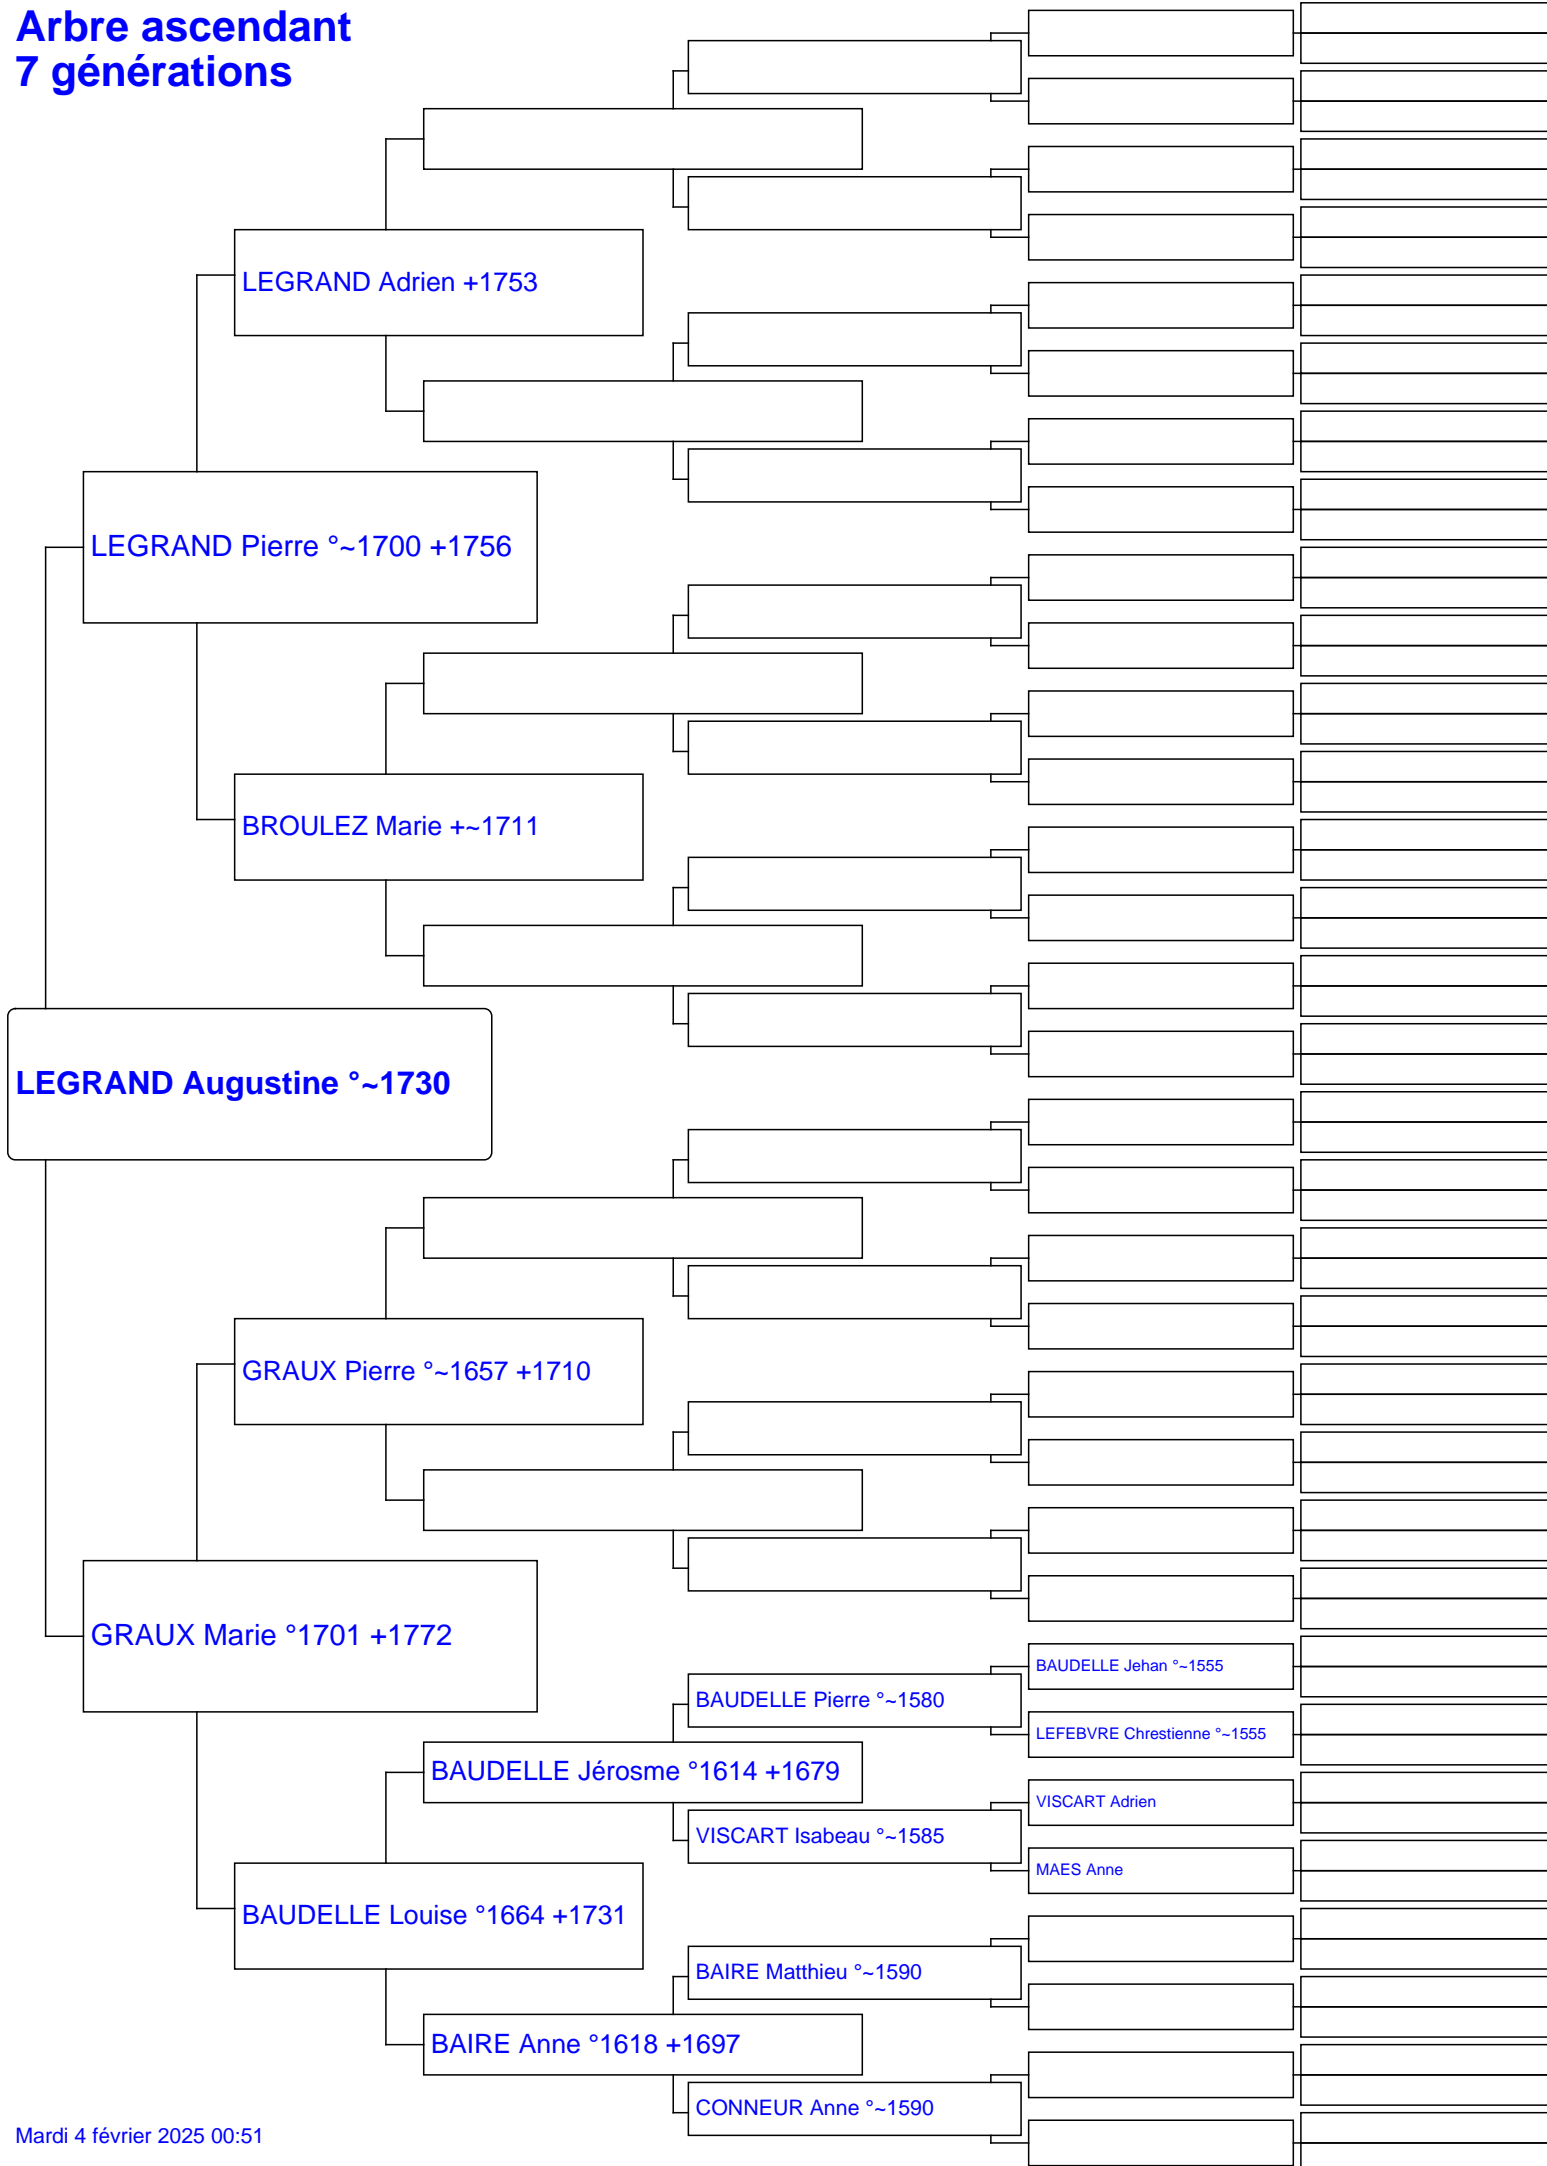 Arbre ascendant
7 générations
LEGRAND Adrien +1753
LEGRAND Pierre °~1700 +1756
BROULEZ Marie +~1711
LEGRAND Augustine °~1730
GRAUX Pierre °~1657 +1710
GRAUX Marie °1701 +1772
BAUDELLE Jehan °~1555
BAUDELLE Pierre °~1580
LEFEBVRE Chrestienne °~1555
BAUDELLE Jérosme °1614 +1679
VISCART Adrien
VISCART Isabeau °~1585
MAES Anne
BAUDELLE Louise °1664 +1731
BAIRE Matthieu °~1590
BAIRE Anne °1618 +1697
CONNEUR Anne °~1590
Mardi 4 février 2025 00:51